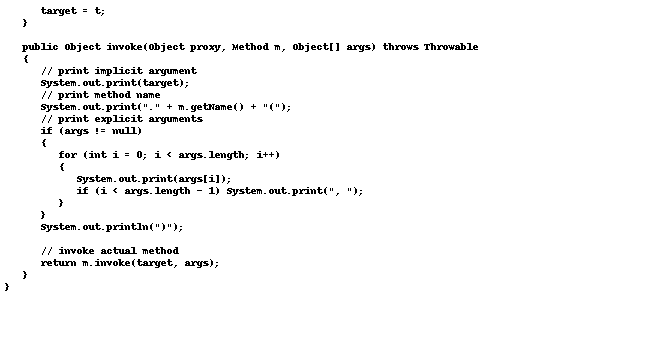 target = t;
   }

   public Object invoke(Object proxy, Method m, Object[] args) throws Throwable
   {
      // print implicit argument
      System.out.print(target);
      // print method name
      System.out.print("." + m.getName() + "(");
      // print explicit arguments
      if (args != null)
      {
         for (int i = 0; i < args.length; i++)
         {
            System.out.print(args[i]);
            if (i < args.length - 1) System.out.print(", ");
         }
      }
      System.out.println(")");

      // invoke actual method
      return m.invoke(target, args);
   }
}